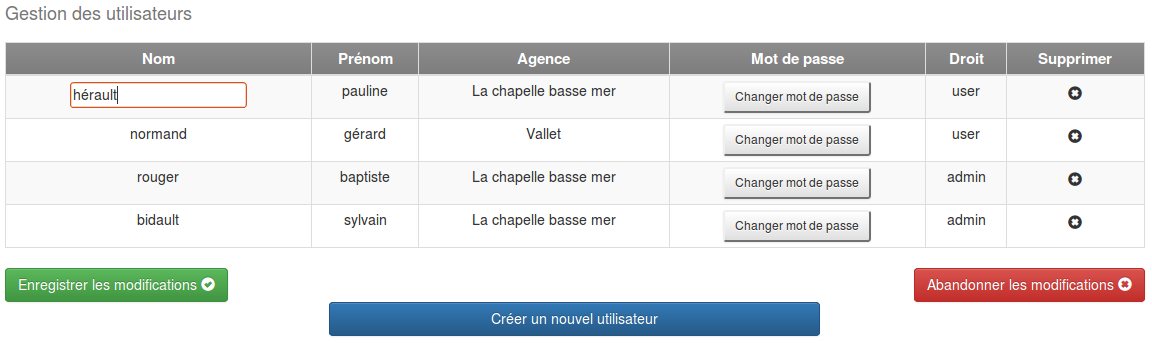 Gestion des utilisateurs
Nom Prénom Agence Mot de passe Droit Supprimer
hérault pauline La chapelle basse mer Changer mot de passe user
normand gérard Vallet Changer mot de passe user
rouger baptiste La chapelle basse mer Changer mot de passe admin
bidault sylvain La chapelle basse mer Changer mot de passe admin
Enregistrer les modifications Abandonner les modifications
Créer un nouvel utilisateur